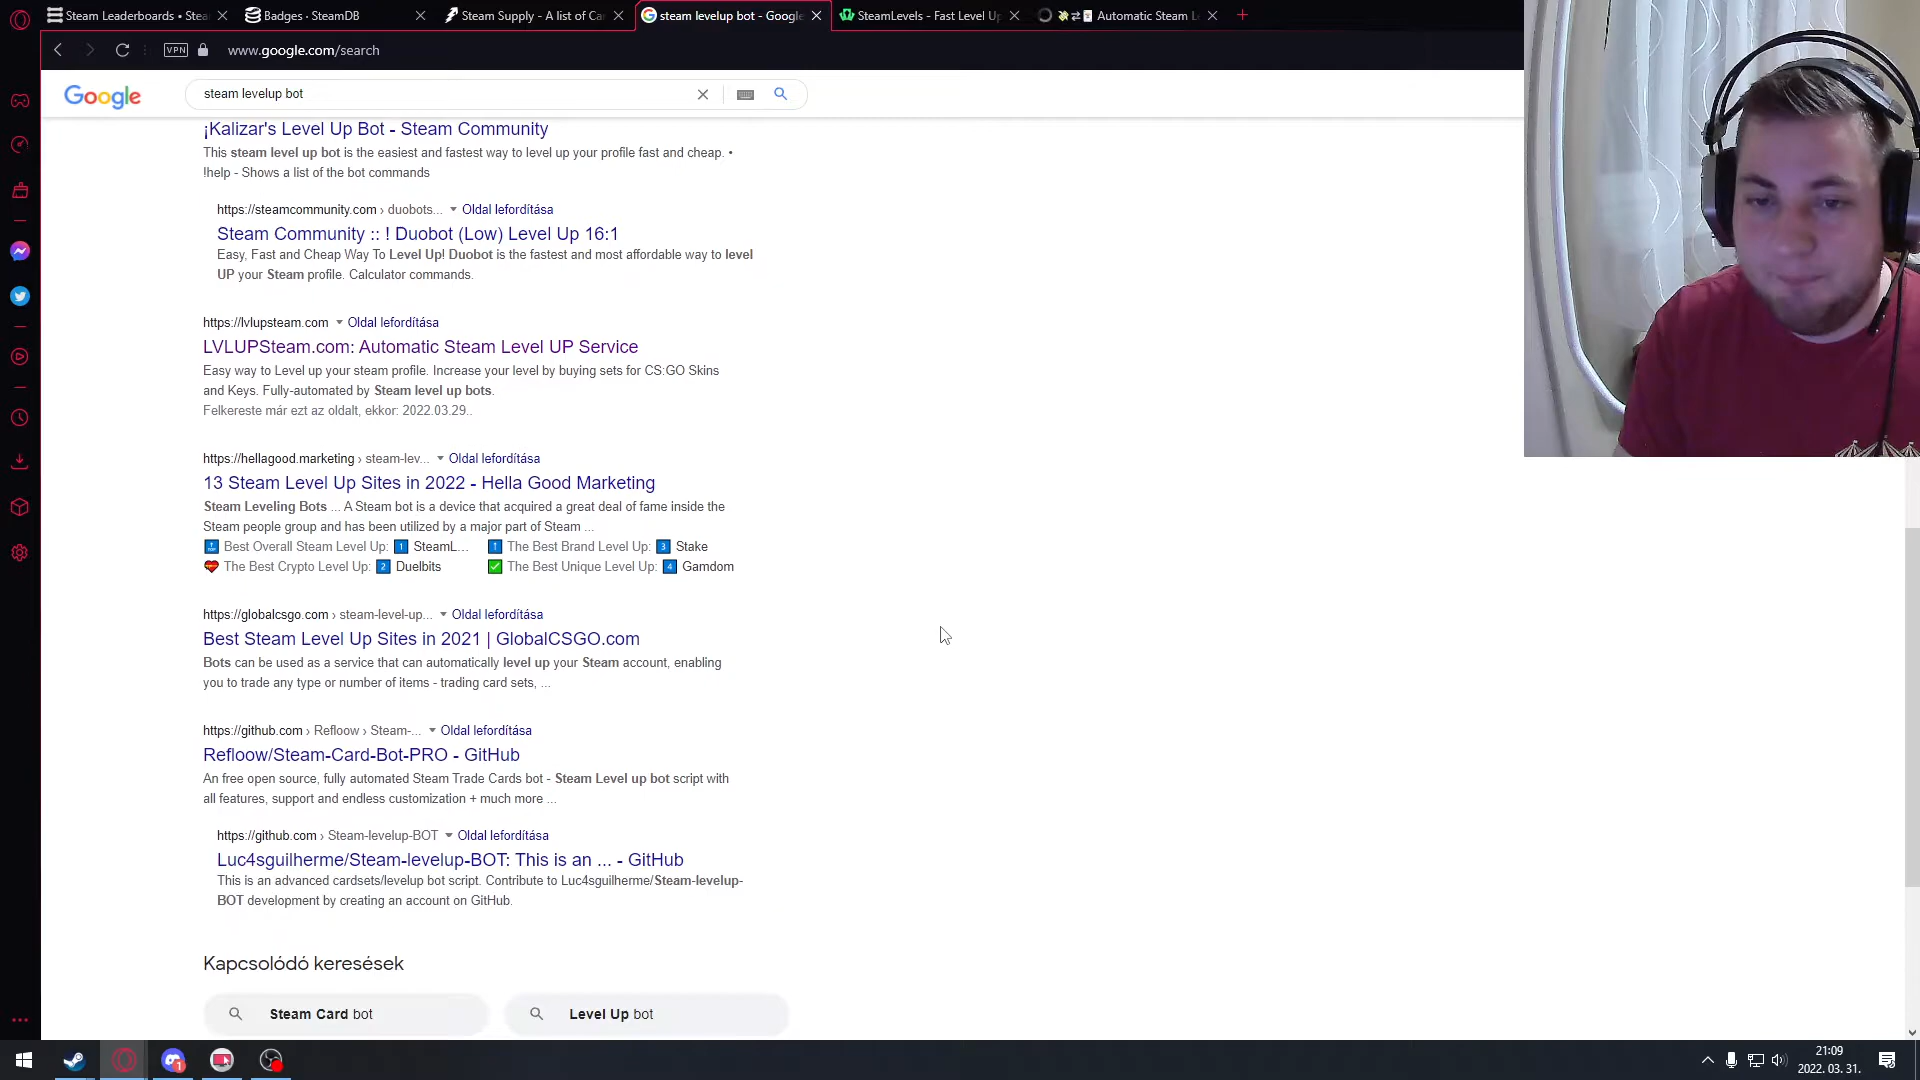 Steam Leaderboards • Stea
Badges · SteamDB
Steam Supply - A list of Ca
steam levelup bot - Google
SteamLevels - Fast Level Up
Automatic Steam L
VPN
www.google.com/search
Google
steam levelup bot
¡Kalizar's Level Up Bot - Steam Community
This steam level up bot is the easiest and fastest way to level up your profile fast and cheap. •
!help - Shows a list of the bot commands
https://steamcommunity.com › duobots... Oldal lefordítása
Steam Community :: ! Duobot (Low) Level Up 16:1
Easy, Fast and Cheap Way To Level Up! Duobot is the fastest and most affordable way to level
UP your Steam profile. Calculator commands.
https://lvlupsteam.com Oldal lefordítása
LVLUPSteam.com: Automatic Steam Level UP Service
Easy way to Level up your steam profile. Increase your level by buying sets for CS:GO Skins
and Keys. Fully-automated by Steam level up bots.
Felkereste már ezt az oldalt, ekkor: 2022.03.29..
https://hellagood.marketing › steam-lev... Oldal lefordítása
13 Steam Level Up Sites in 2022 - Hella Good Marketing
Steam Leveling Bots ... A Steam bot is a device that acquired a great deal of fame inside the
Steam people group and has been utilized by a major part of Steam ...
Best Overall Steam Level Up: 1 SteamL... The Best Brand Level Up: 3 Stake
The Best Crypto Level Up: 2 Duelbits The Best Unique Level Up: 4 Gamdom
https://globalcsgo.com › steam-level-up... Oldal lefordítása
Best Steam Level Up Sites in 2021 | GlobalCSGO.com
Bots can be used as a service that can automatically level up your Steam account, enabling
you to trade any type or number of items - trading card sets, ...
https://github.com › Refloow › Steam-... Oldal lefordítása
Refloow/Steam-Card-Bot-PRO - GitHub
An free open source, fully automated Steam Trade Cards bot - Steam Level up bot script with
all features, support and endless customization + much more ...
https://github.com › Steam-levelup-BOT Oldal lefordítása
Luc4sguilherme/Steam-levelup-BOT: This is an ... - GitHub
This is an advanced cardsets/levelup bot script. Contribute to Luc4sguilherme/Steam-levelup-
BOT development by creating an account on GitHub.
Kapcsolódó keresések
Steam Card bot
Level Up bot
1
21:09
2022. 03. 31.